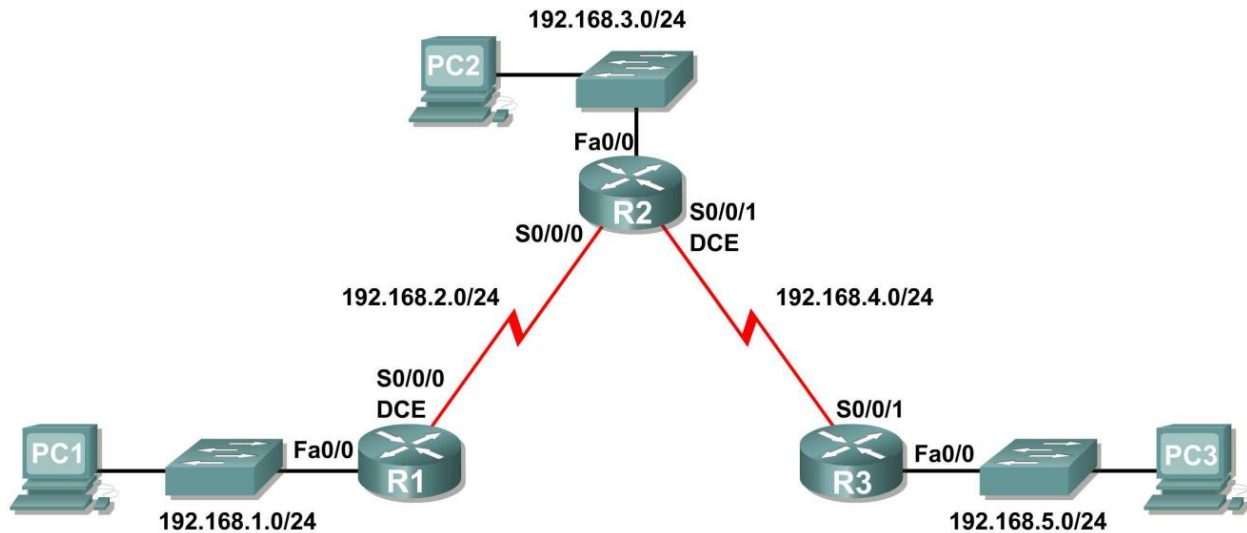 192.168.3.0/24
PC2
Fa0/0
R2
S0/0/1
DCE
S0/0/0
192.168.2.0/24
192.168.4.0/24
S0/0/0
DCE
S0/0/1
PC1
Fa0/0
R1
R3
Fa0/0
PC3
192.168.1.0/24
192.168.5.0/24